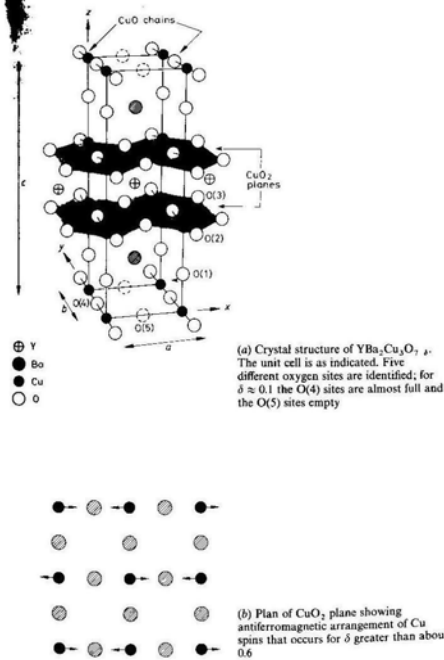 CuO chains
z
c
CuO₂
planes
O(3)
O(2)
y
O(1)
b
O(4)
x
O(5)
a
Y
Ba
Cu
O
(a) Crystal structure of YBa₂Cu₃O₇ δ.
The unit cell is as indicated. Five
different oxygen sites are identified; for
δ ≈ 0.1 the O(4) sites are almost full and
the O(5) sites empty
(b) Plan of CuO₂ plane showing
antiferromagnetic arrangement of Cu
spins that occurs for δ greater than abou
0.6